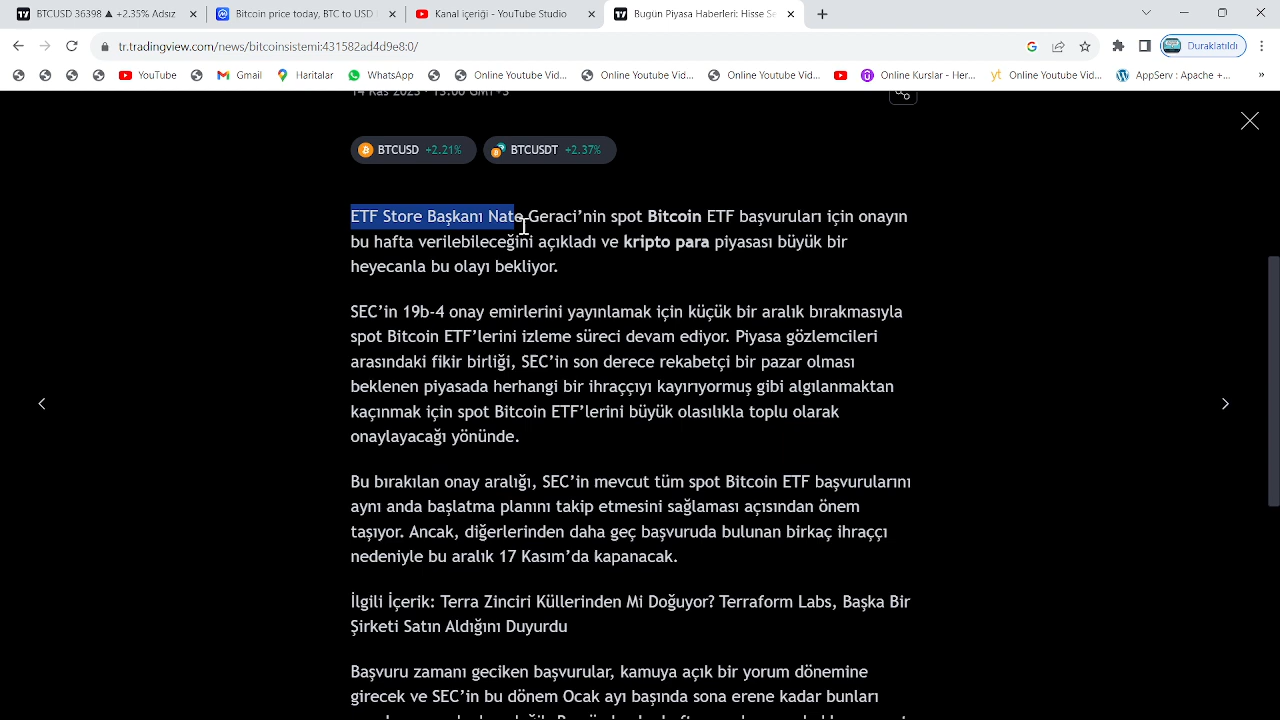 BTCUSD 36398 ▲ +2.35% Adsız
Bitcoin price today, BTC to USD
Kanal içeriği - YouTube Studio
Bugün Piyasa Haberleri: Hisse Se
tr.tradingview.com/news/bitcoinsistemi:431582ad4d9e8:0/
Duraklatıldı
YouTube
Gmail
Haritalar
WhatsApp
Online Youtube Vid...
Online Youtube Vid...
Online Youtube Vid...
Online Kurslar - Her...
yt Online Youtube Vid...
AppServ : Apache +...
»
14 Kas 2023 · 13:00 GMT+3
BTCUSD +2.21%
BTCUSDT +2.37%
ETF Store Başkanı Nate Geraci’nin spot Bitcoin ETF başvuruları için onayın
bu hafta verilebileceğini açıkladı ve kripto para piyasası büyük bir
heyecanla bu olayı bekliyor.
SEC’in 19b-4 onay emirlerini yayınlamak için küçük bir aralık bırakmasıyla
spot Bitcoin ETF’lerini izleme süreci devam ediyor. Piyasa gözlemcileri
arasındaki fikir birliği, SEC’in son derece rekabetçi bir pazar olması
beklenen piyasada herhangi bir ihraççıyı kayırıyormuş gibi algılanmaktan
kaçınmak için spot Bitcoin ETF’lerini büyük olasılıkla toplu olarak
onaylayacağı yönünde.
Bu bırakılan onay aralığı, SEC’in mevcut tüm spot Bitcoin ETF başvurularını
aynı anda başlatma planını takip etmesini sağlaması açısından önem
taşıyor. Ancak, diğerlerinden daha geç başvuruda bulunan birkaç ihraççı
nedeniyle bu aralık 17 Kasım’da kapanacak.
İlgili İçerik: Terra Zinciri Küllerinden Mi Doğuyor? Terraform Labs, Başka Bir
Şirketi Satın Aldığını Duyurdu
Başvuru zamanı geciken başvurular, kamuya açık bir yorum dönemine
girecek ve SEC’in bu dönem Ocak ayı başında sona erene kadar bunları